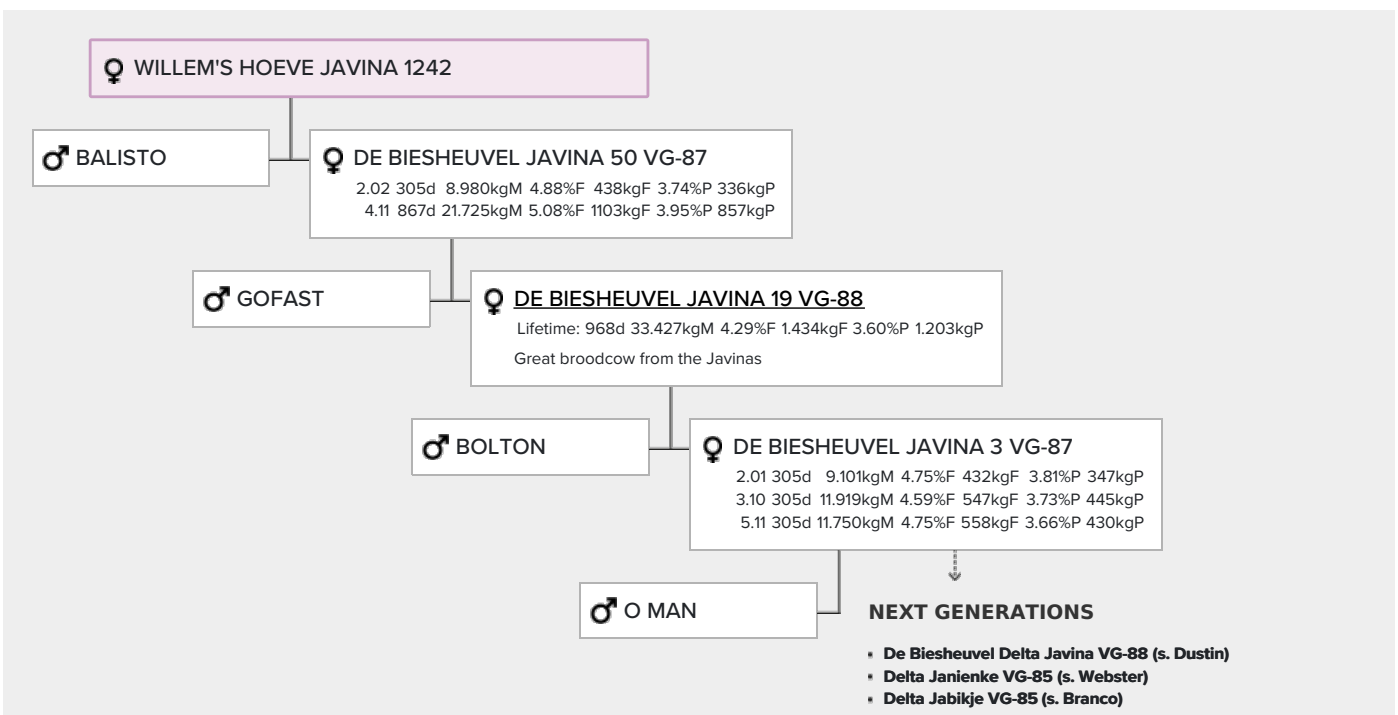 WILLEM'S HOEVE JAVINA 1242
BALISTO
DE BIESHEUVEL JAVINA 50 VG-87
2.02 305d 8.980kgM 4.88%F 438kgF 3.74%P 336kgP
4.11 867d 21.725kgM 5.08%F 1103kgF 3.95%P 857kgP
GOFAST
DE BIESHEUVEL JAVINA 19 VG-88
Lifetime: 968d 33.427kgM 4.29%F 1.434kgF 3.60%P 1.203kgP
Great broodcow from the Javinas
BOLTON
DE BIESHEUVEL JAVINA 3 VG-87
2.01 305d 9.101kgM 4.75%F 432kgF 3.81%P 347kgP
3.10 305d 11.919kgM 4.59%F 547kgF 3.73%P 445kgP
5.11 305d 11.750kgM 4.75%F 558kgF 3.66%P 430kgP
O MAN
NEXT GENERATIONS
De Biesheuvel Delta Javina VG-88 (s. Dustin)
Delta Janienke VG-85 (s. Webster)
Delta Jabikje VG-85 (s. Branco)